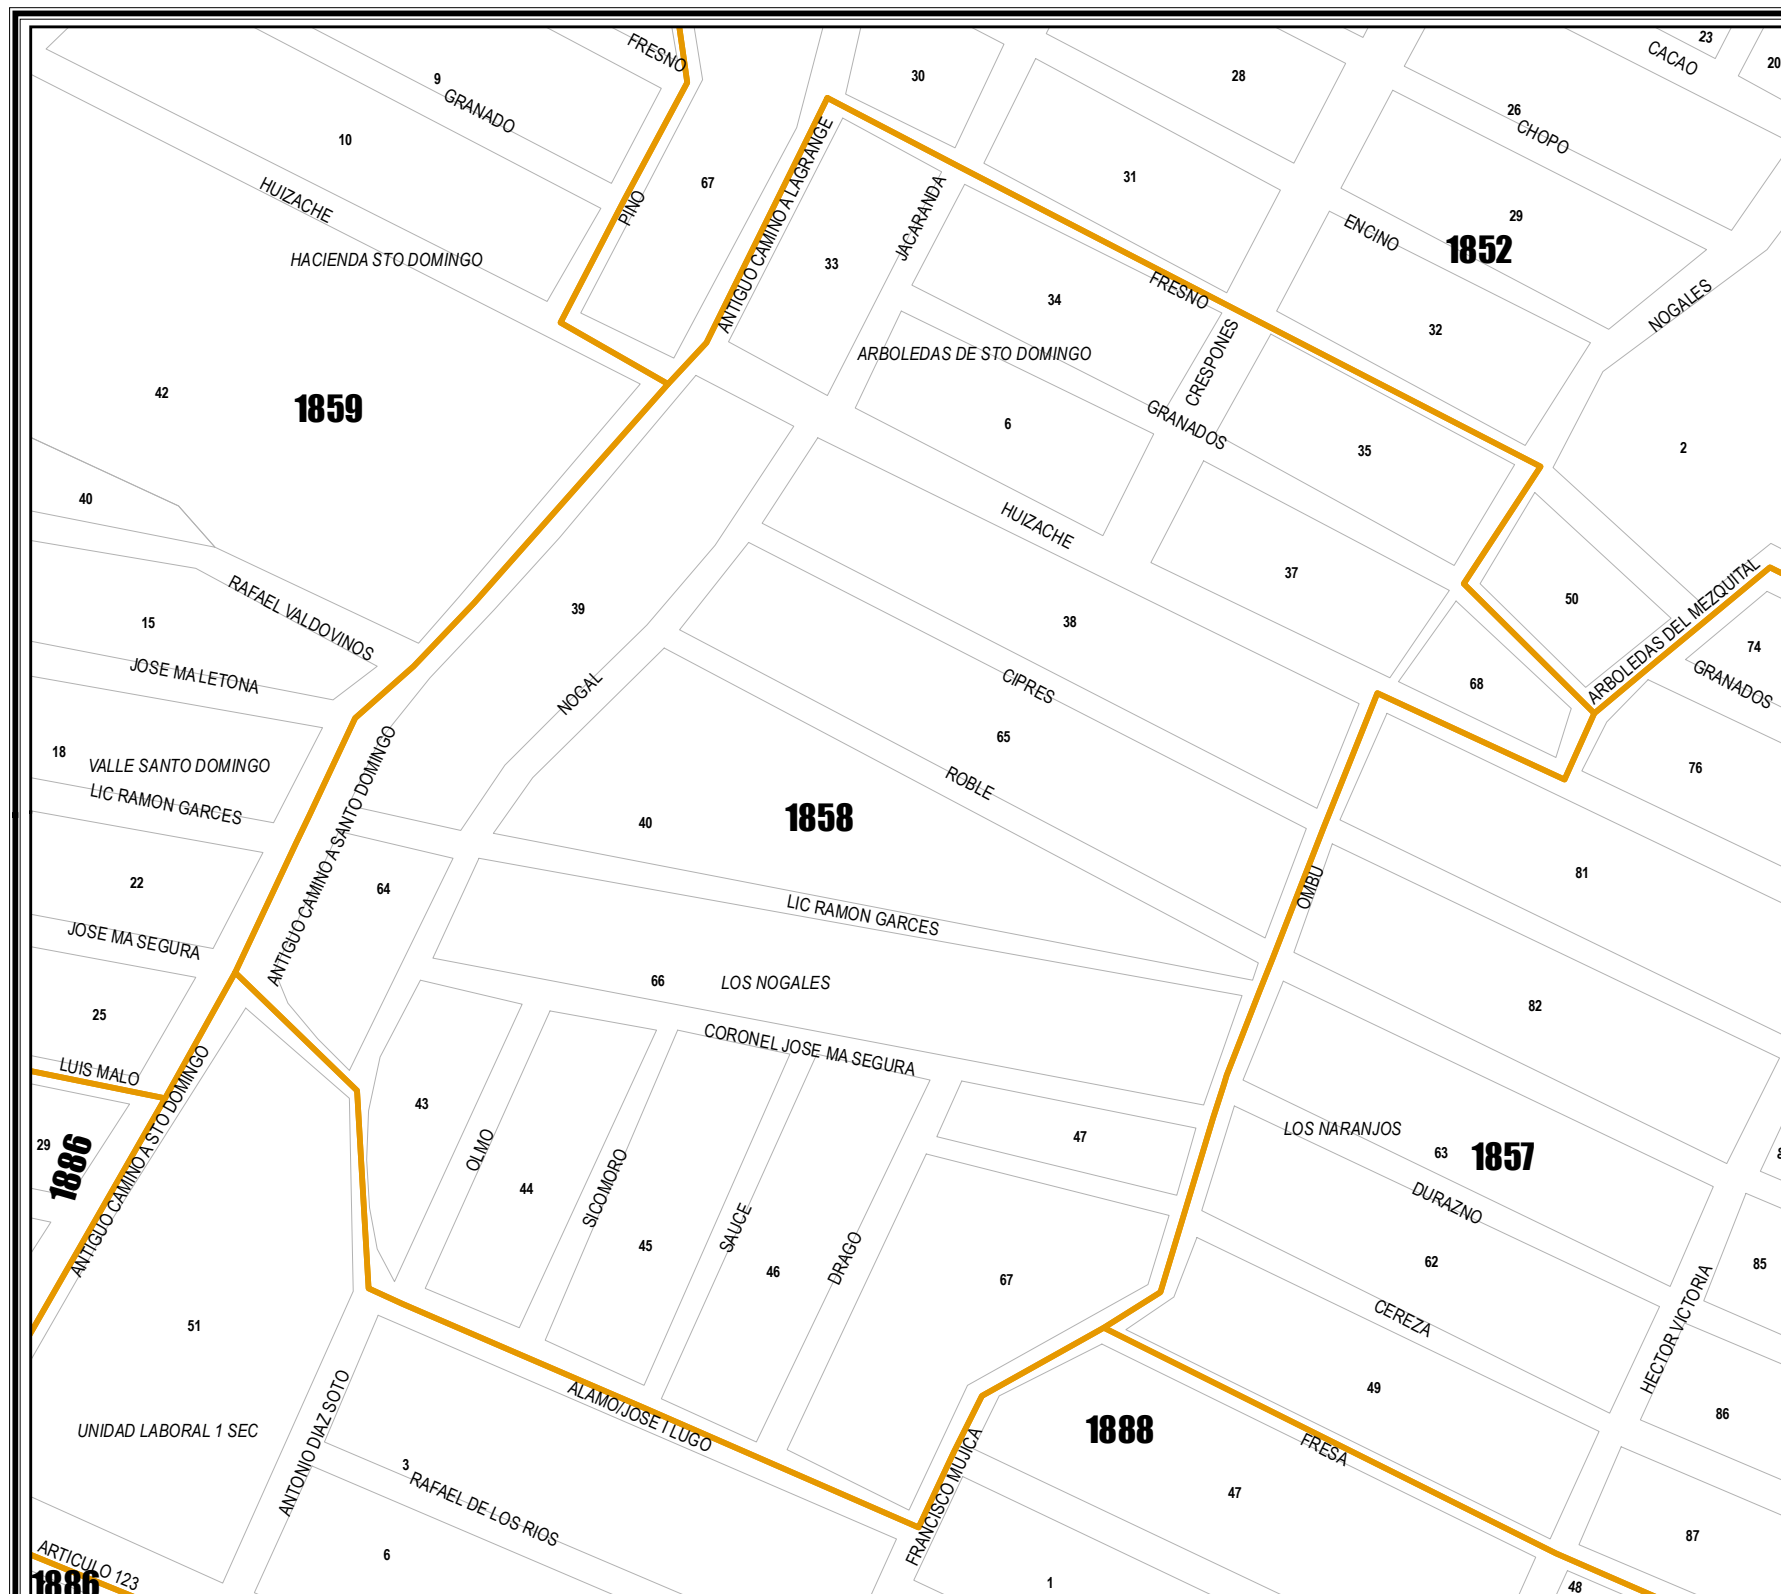 FRESNO
23
CACAO
20
9
30
28
GRANADO
10
26
CHOPO
67
31
HUIZACHE
PINO
ANTIGUO CAMINO A LAGRANGE
JACARANDA
29
ENCINO
1852
HACIENDA STO DOMINGO
33
34
FRESNO
NOGALES
32
CRESPONES
ARBOLEDAS DE STO DOMINGO
42
1859
GRANADOS
6
35
2
40
HUIZACHE
37
50
ARBOLEDAS DEL MEZQUITAL
RAFAEL VALDOVINOS
39
15
38
74
JOSE MA LETONA
NOGAL
CIPRES
68
GRANADOS
65
18
VALLE SANTO DOMINGO
ANTIGUO CAMINO A SANTO DOMINGO
ROBLE
76
LIC RAMON GARCES
40
1858
22
64
OMBU
81
LIC RAMON GARCES
JOSE MA SEGURA
66
LOS NOGALES
82
25
CORONEL JOSE MA SEGURA
LUIS MALO
ANTIGUO CAMINO A STO DOMINGO
43
29
1886
OLMO
47
LOS NARANJOS
63
1857
44
SICOMORO
DURAZNO
45
SAUCE
46
DRAGO
67
62
85
51
CEREZA
HECTOR VICTORIA
49
ALAMO/JOSE I LUGO
86
UNIDAD LABORAL 1 SEC
ANTONIO DIAZ SOTO
1888
FRESA
3
RAFAEL DE LOS RIOS
FRANCISCO MUJICA
47
87
ARTICULO 123
6
1
48
1886